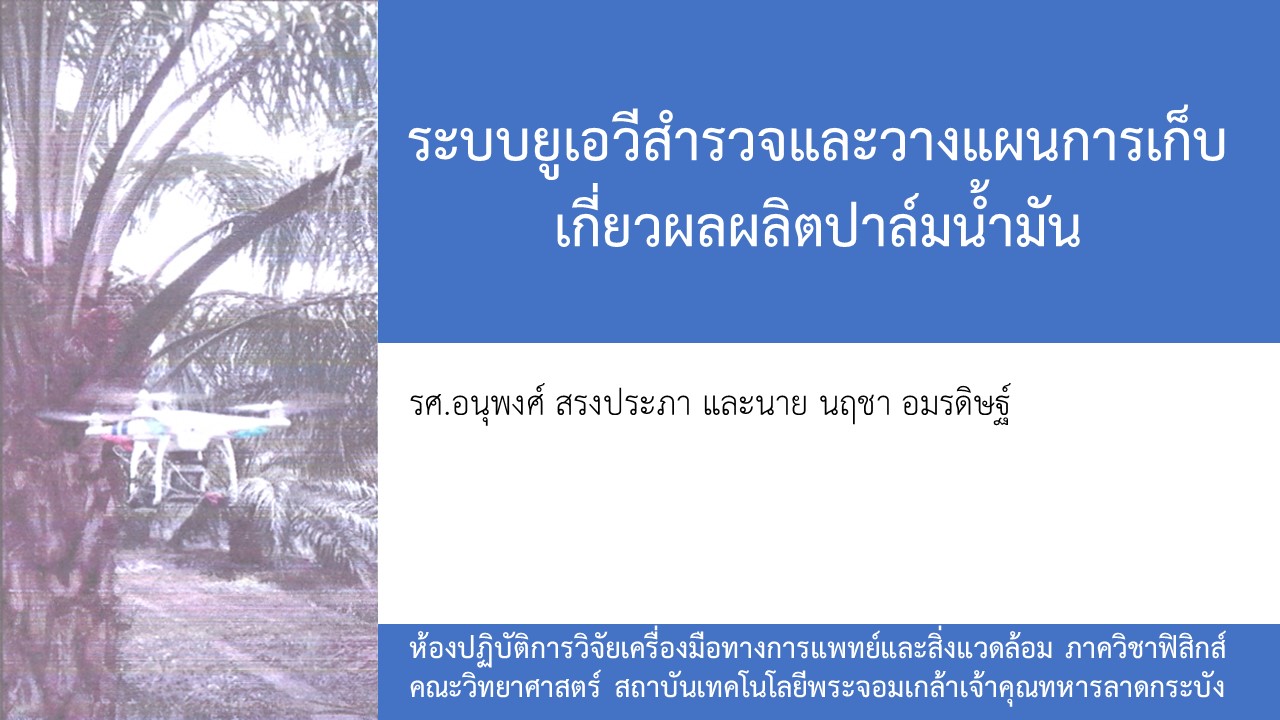 ระบบยูเอวีสำรวจและวางแผนการเก็บ
เกี่ยวผลผลิตปาล์มน้ำมัน
รศ.อนุพงศ์ สรงประภา และนาย นฤชา อมรดิษฐ์
ห้องปฏิบัติการวิจัยเครื่องมือทางการแพทย์และสิ่งแวดล้อม ภาควิชาฟิสิกส์
คณะวิทยาศาสตร์ สถาบันเทคโนโลยีพระจอมเกล้าเจ้าคุณทหารลาดกระบัง